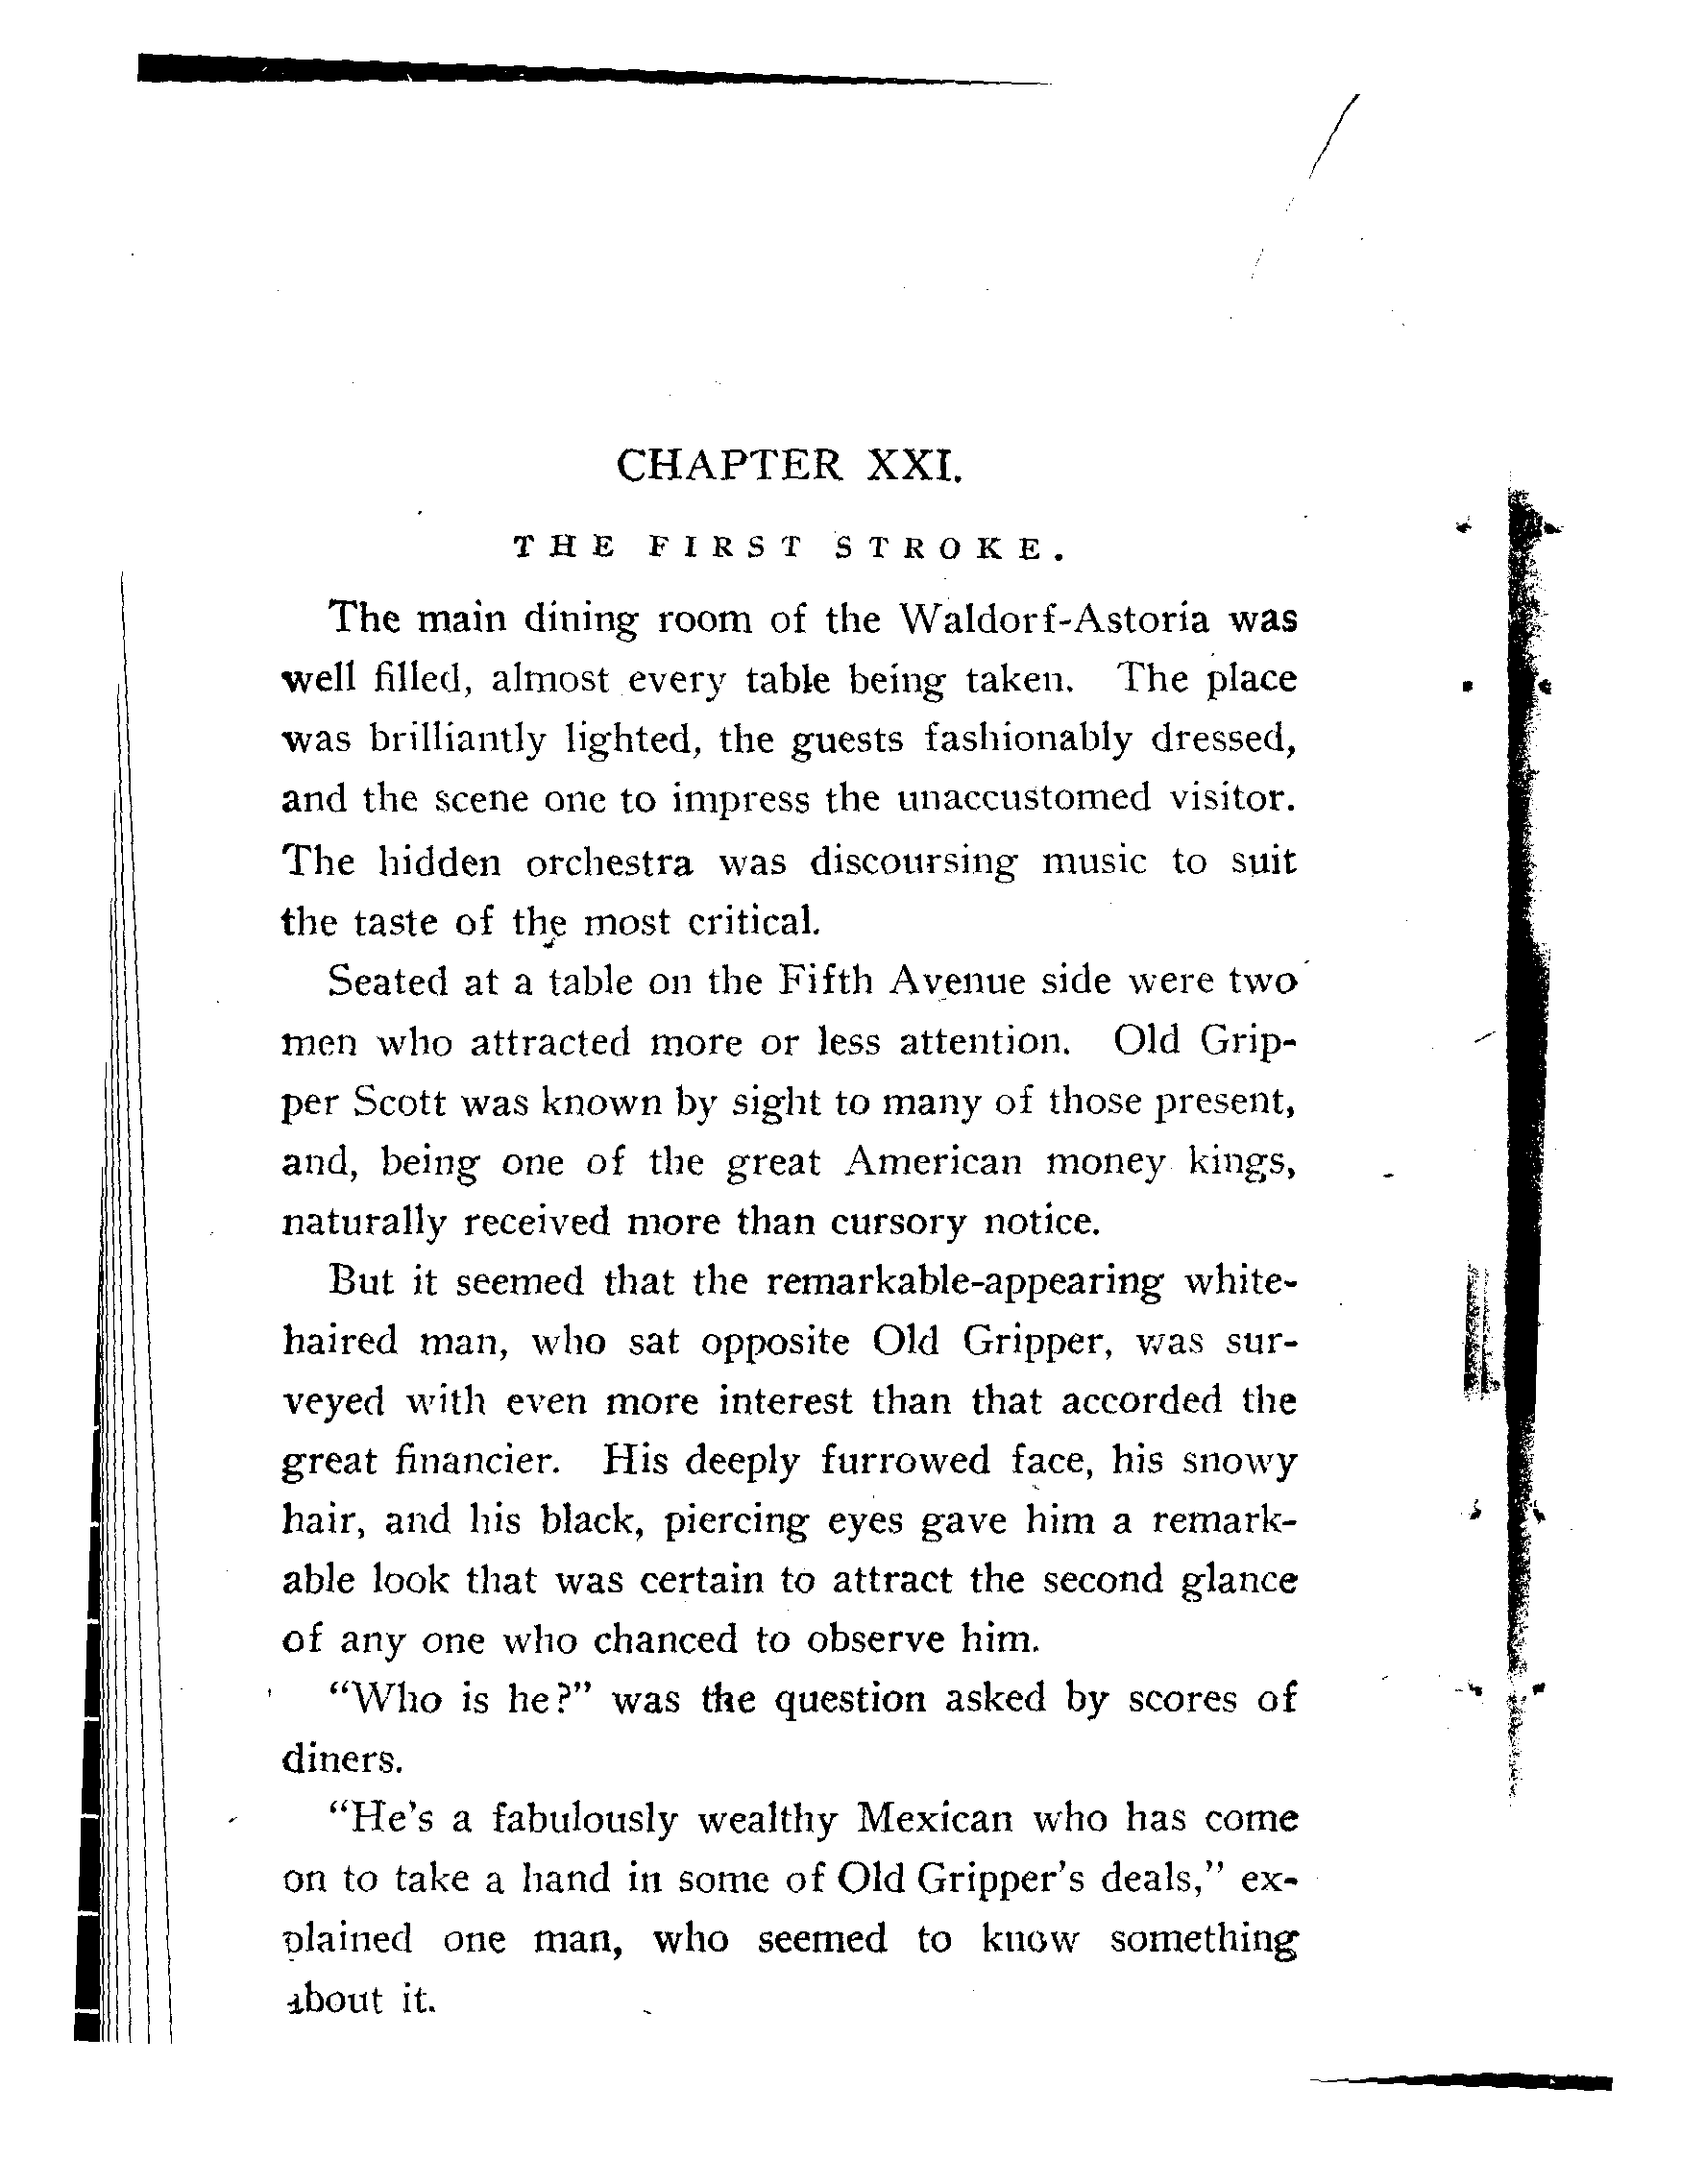 CHAPTER XXI.
THE FIRST STROKE.
The main dining room of the Waldorf-Astoria was
well filled, almost every table being taken. The place
was brilliantly lighted, the guests fashionably dressed,
and the scene one to impress the unaccustomed visitor.
The hidden orchestra was discoursing music to suit
the taste of the most critical.
Seated at a table on the Fifth Avenue side were two
men who attracted more or less attention. Old Grip-
per Scott was known by sight to many of those present,
and, being one of the great American money kings,
naturally received more than cursory notice.
But it seemed that the remarkable-appearing white-
haired man, who sat opposite Old Gripper, was sur-
veyed with even more interest than that accorded the
great financier. His deeply furrowed face, his snowy
hair, and his black, piercing eyes gave him a remark-
able look that was certain to attract the second glance
of any one who chanced to observe him.
"Who is he?" was the question asked by scores of
diners.
"He's a fabulously wealthy Mexican who has come
on to take a hand in some of Old Gripper's deals," ex-
plained one man, who seemed to know something
about it.